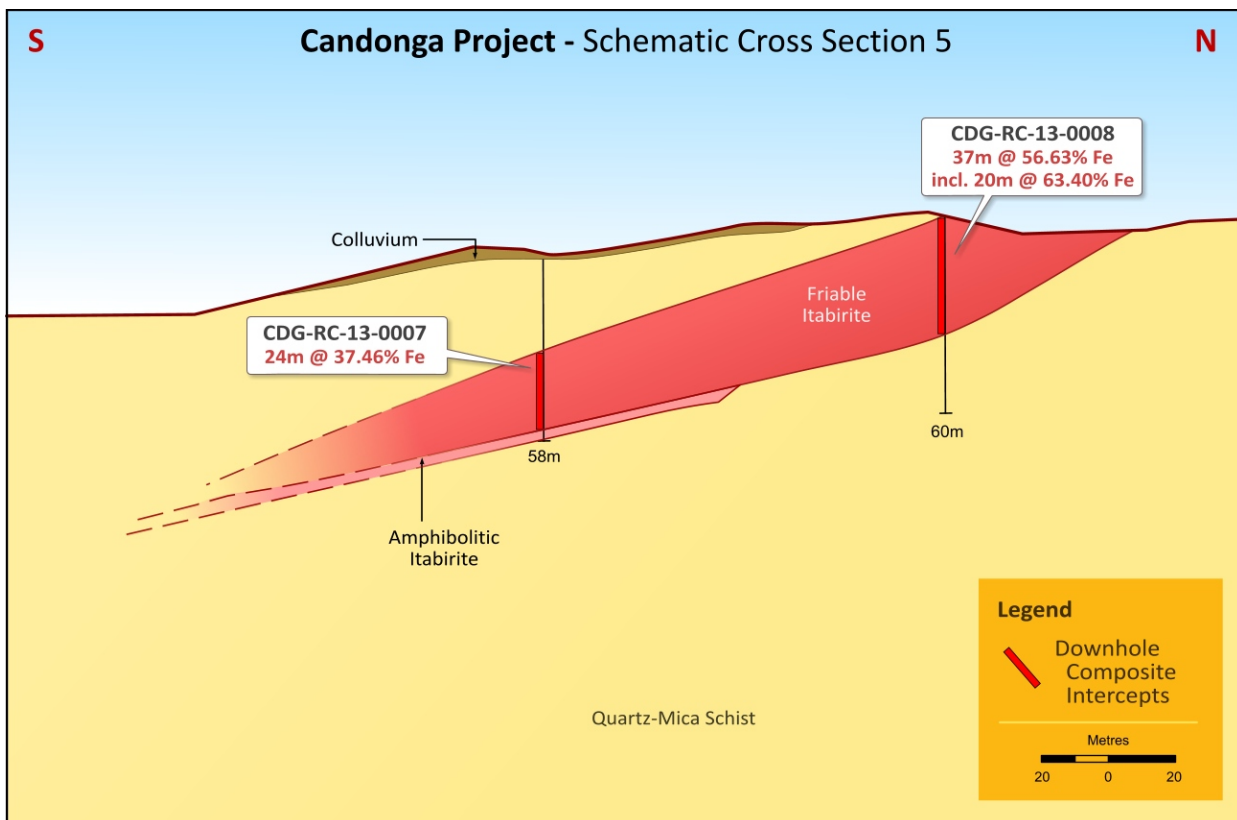 S
Candonga Project - Schematic Cross Section 5
N
CDG-RC-13-0008
37m @ 56.63% Fe
incl. 20m @ 63.40% Fe
Colluvium
Friable
Itabirite
CDG-RC-13-0007
24m @ 37.46% Fe
60m
58m
Amphibolitic
Itabirite
Legend
Downhole
Composite
Intercepts
Quartz-Mica Schist
Metres
20 0 20